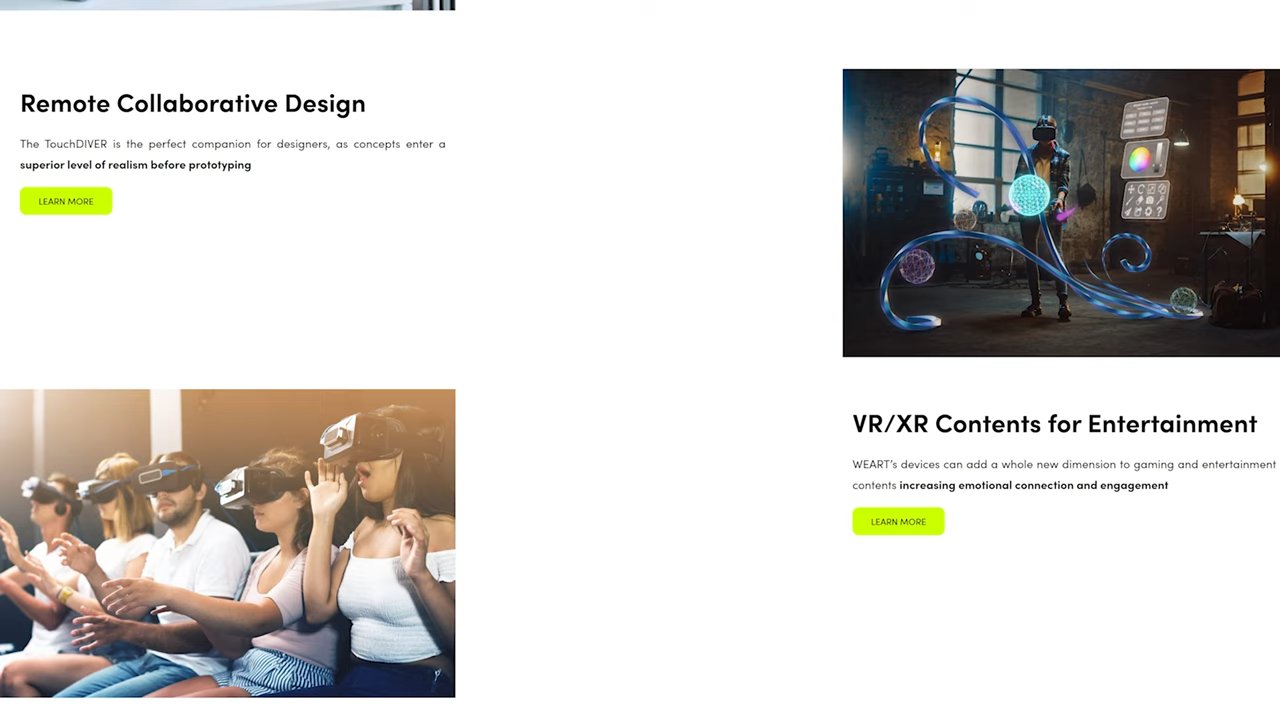 Remote Collaborative Design
The TouchDIVER is the perfect companion for designers, as concepts enter a
superior level of realism before prototyping
LEARN MORE
VR/XR Contents for Entertainment
WEART’s devices can add a whole new dimension to gaming and entertainment
contents increasing emotional connection and engagement
LEARN MORE